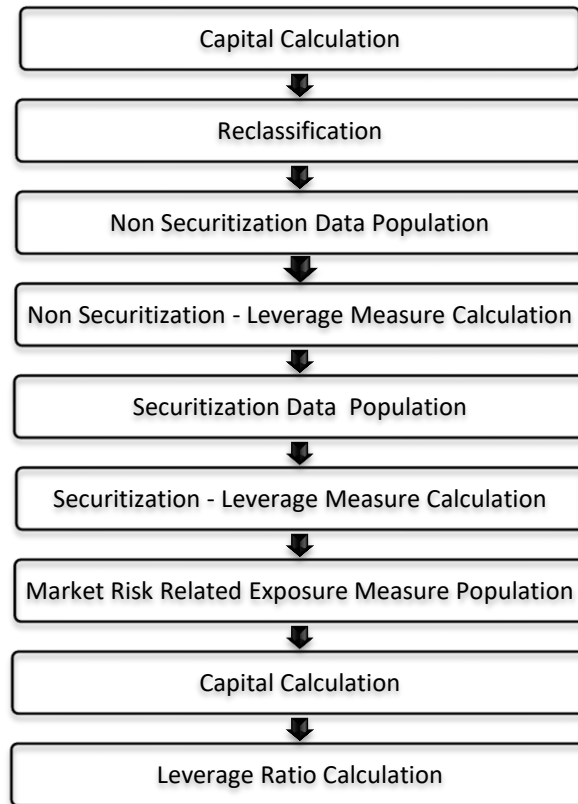 Capital Calculation
Reclassification
Non Securitization Data Population
Non Securitization - Leverage Measure Calculation
Securitization Data  Population
Securitization - Leverage Measure Calculation
Market Risk Related Exposure Measure Population
Capital Calculation
Leverage Ratio Calculation